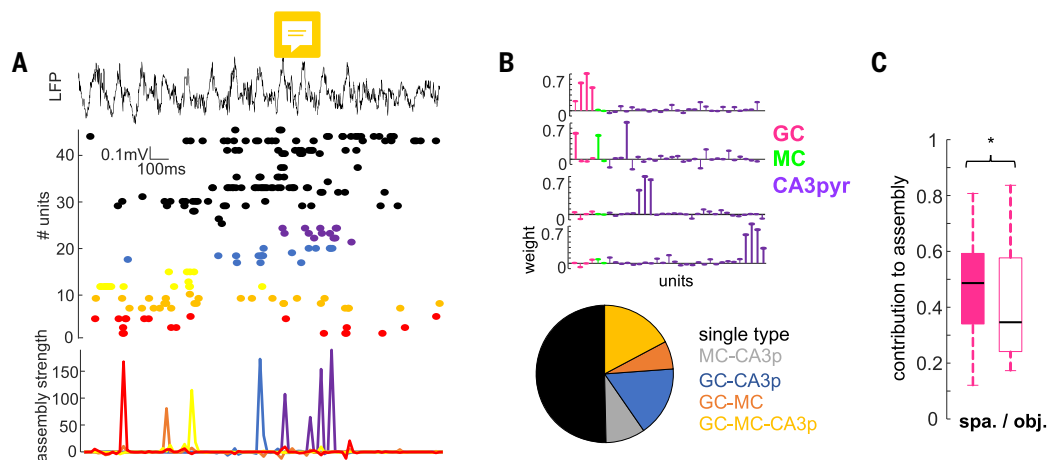 A
LFP
0.1mV
100ms
# units
40
30
20
10
0
assembly strength
150
100
50
0
B
0.7
0
0.7
0
0.7
0
0.7
0
weight
units
GC
MC
CA3pyr
single type
MC-CA3p
GC-CA3p
GC-MC
GC-MC-CA3p
C
contribution to assembly
1
0.8
0.6
0.4
0.2
0
*
spa. / obj.